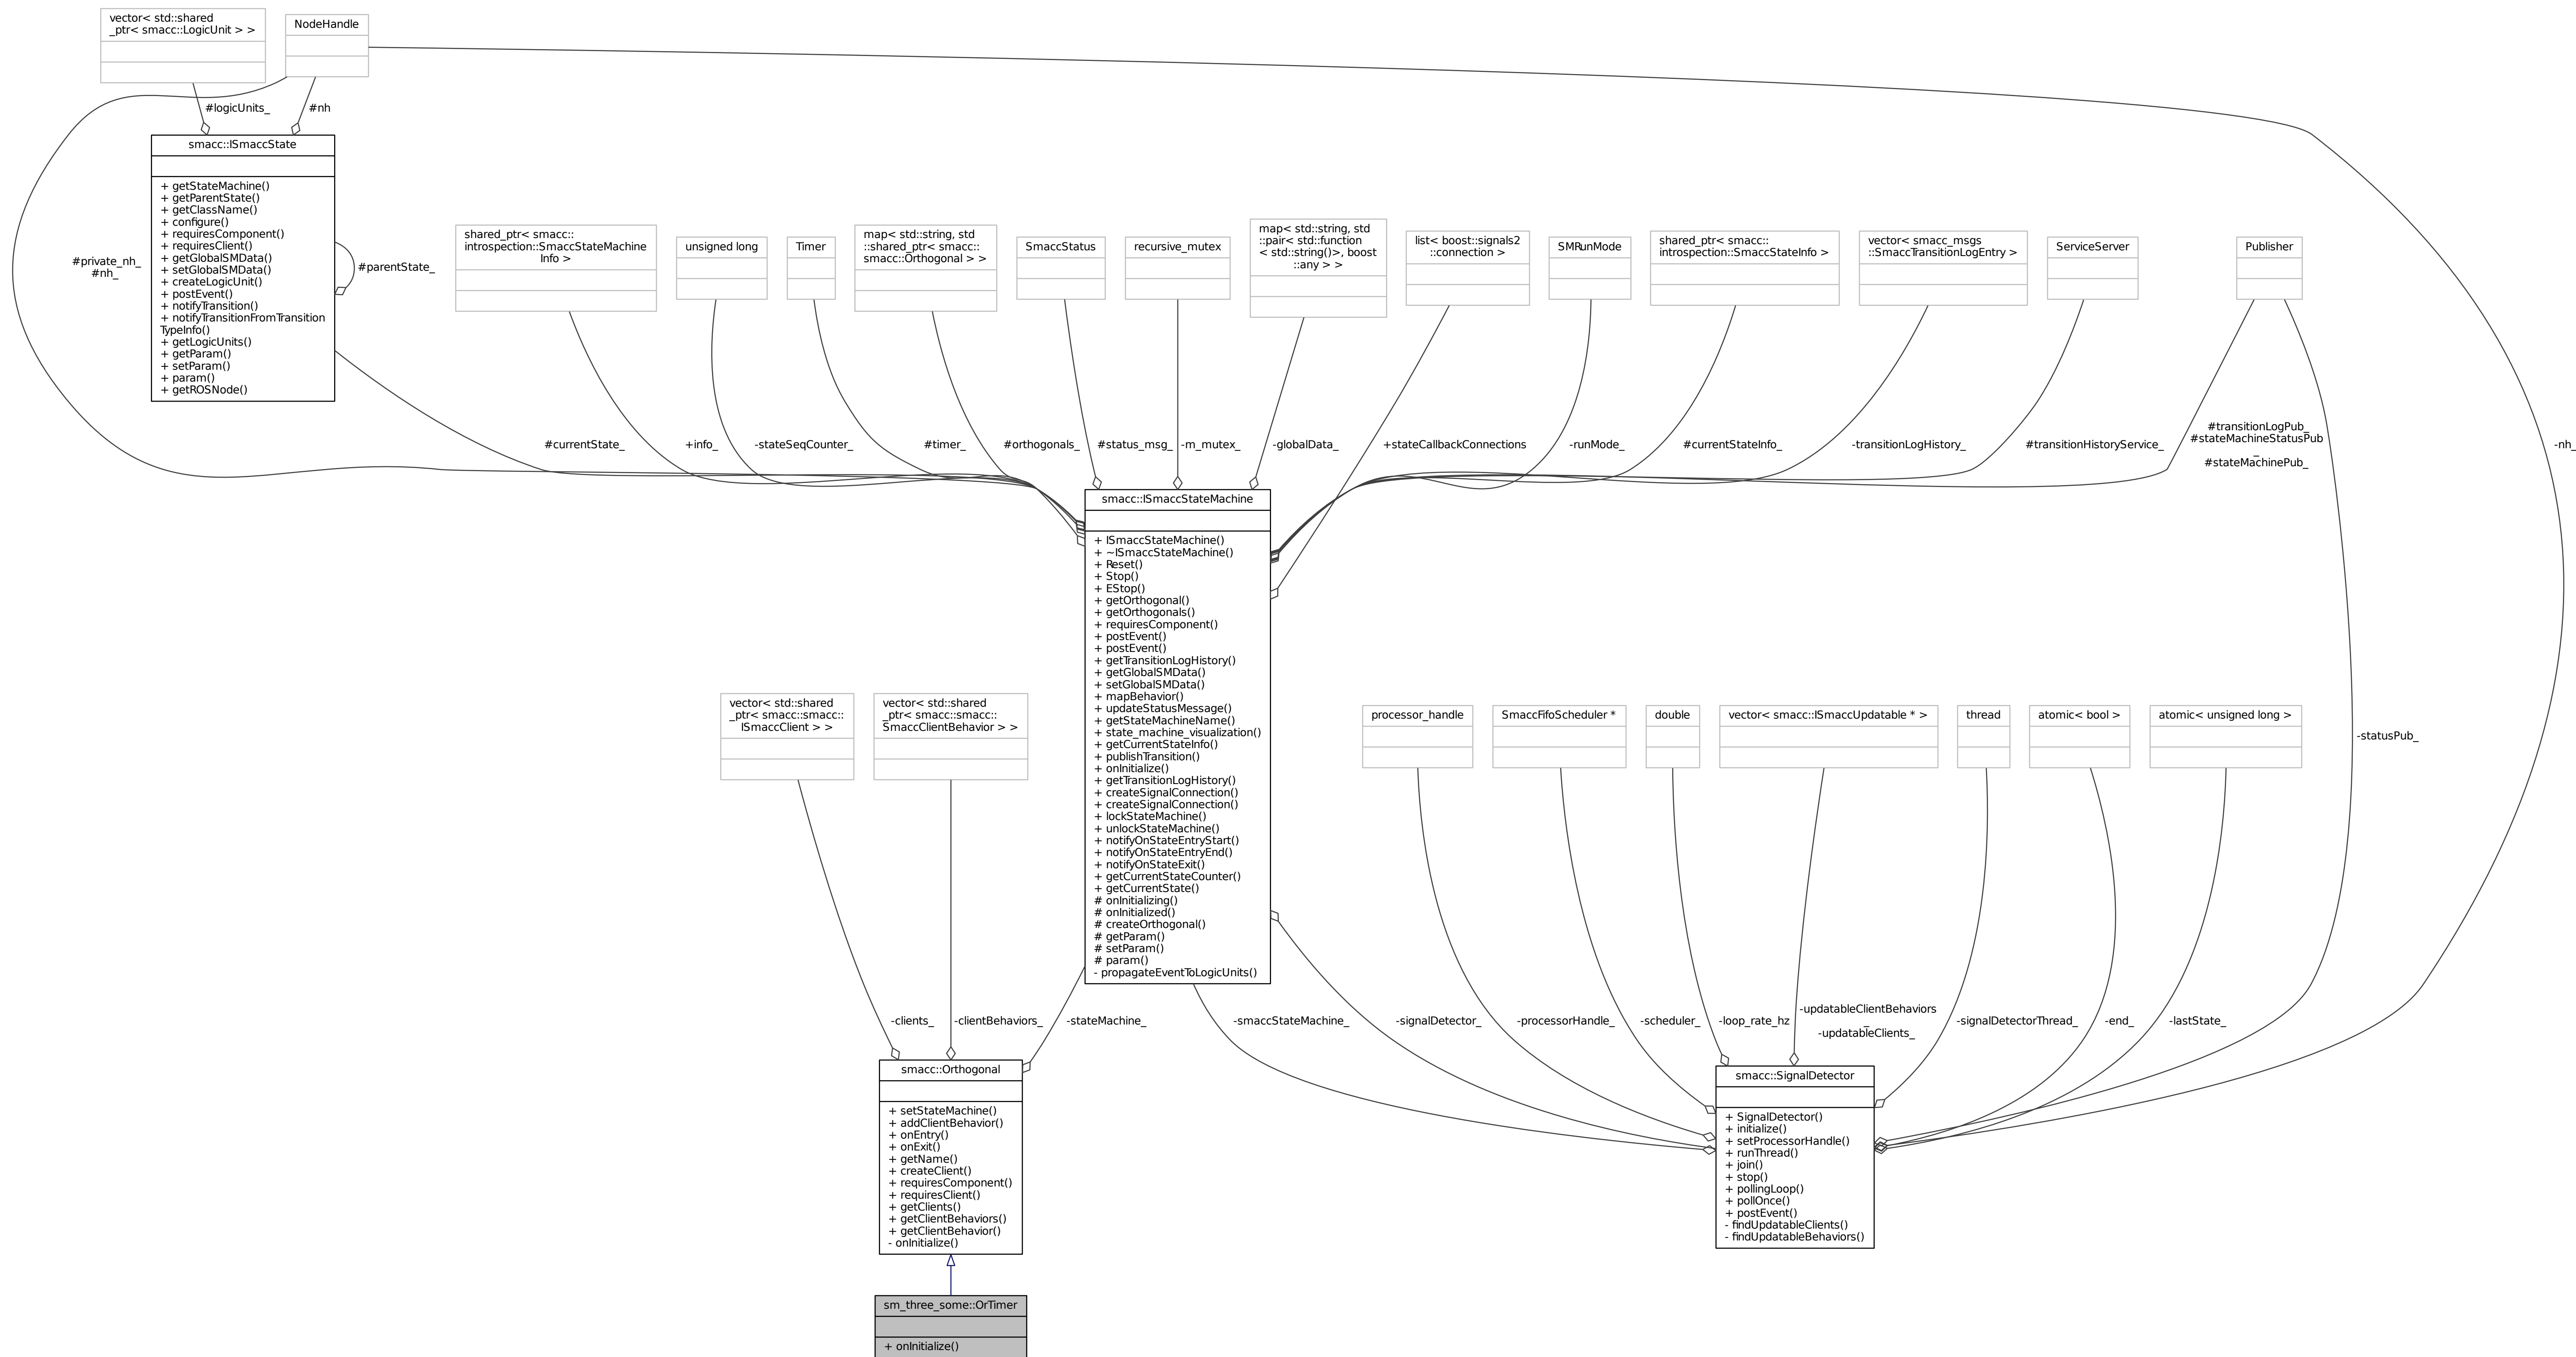 vector< std::shared
_ptr< smacc::LogicUnit > >
NodeHandle
#logicUnits_
#nh
smacc::ISmaccState
+ getStateMachine()
+ getParentState()
+ getClassName()
+ configure()
+ requiresComponent()
+ requiresClient()
+ getGlobalSMData()
+ setGlobalSMData()
+ createLogicUnit()
+ postEvent()
+ notifyTransition()
+ notifyTransitionFromTransition
TypeInfo()
+ getLogicUnits()
+ getParam()
+ setParam()
+ param()
+ getROSNode()
#private_nh_
#nh_
#parentState_
shared_ptr< smacc::
introspection::SmaccStateMachine
Info >
unsigned long
Timer
map< std::string, std
::shared_ptr< smacc::
smacc::Orthogonal > >
SmaccStatus
recursive_mutex
map< std::string, std
::pair< std::function
< std::string()>, boost
::any > >
list< boost::signals2
::connection >
SMRunMode
shared_ptr< smacc::
introspection::SmaccStateInfo >
vector< smacc_msgs
::SmaccTransitionLogEntry >
ServiceServer
Publisher
#currentState_
+info_
-stateSeqCounter_
#timer_
#orthogonals_
#status_msg_
-m_mutex_
-globalData_
+stateCallbackConnections
-runMode_
#currentStateInfo_
-transitionLogHistory_
#transitionHistoryService_
#transitionLogPub_
#stateMachineStatusPub
_
#stateMachinePub_
-nh_
smacc::ISmaccStateMachine
+ ISmaccStateMachine()
+ ~ISmaccStateMachine()
+ Reset()
+ Stop()
+ EStop()
+ getOrthogonal()
+ getOrthogonals()
+ requiresComponent()
+ postEvent()
+ postEvent()
+ getTransitionLogHistory()
+ getGlobalSMData()
+ setGlobalSMData()
+ mapBehavior()
+ updateStatusMessage()
+ getStateMachineName()
+ state_machine_visualization()
+ getCurrentStateInfo()
+ publishTransition()
+ onInitialize()
+ getTransitionLogHistory()
+ createSignalConnection()
+ createSignalConnection()
+ lockStateMachine()
+ unlockStateMachine()
+ notifyOnStateEntryStart()
+ notifyOnStateEntryEnd()
+ notifyOnStateExit()
+ getCurrentStateCounter()
+ getCurrentState()
# onInitializing()
# onInitialized()
# createOrthogonal()
# getParam()
# setParam()
# param()
- propagateEventToLogicUnits()
vector< std::shared
_ptr< smacc::smacc::
ISmaccClient > >
vector< std::shared
_ptr< smacc::smacc::
SmaccClientBehavior > >
processor_handle
SmaccFifoScheduler *
double
vector< smacc::ISmaccUpdatable * >
thread
atomic< bool >
atomic< unsigned long >
-statusPub_
-clients_
-clientBehaviors_
-stateMachine_
-smaccStateMachine_
-signalDetector_
-processorHandle_
-scheduler_
-loop_rate_hz
-updatableClientBehaviors
_
-updatableClients_
-signalDetectorThread_
-end_
-lastState_
smacc::Orthogonal
+ setStateMachine()
+ addClientBehavior()
+ onEntry()
+ onExit()
+ getName()
+ createClient()
+ requiresComponent()
+ requiresClient()
+ getClients()
+ getClientBehaviors()
+ getClientBehavior()
- onInitialize()
smacc::SignalDetector
+ SignalDetector()
+ initialize()
+ setProcessorHandle()
+ runThread()
+ join()
+ stop()
+ pollingLoop()
+ pollOnce()
+ postEvent()
- findUpdatableClients()
- findUpdatableBehaviors()
sm_three_some::OrTimer
+ onInitialize()